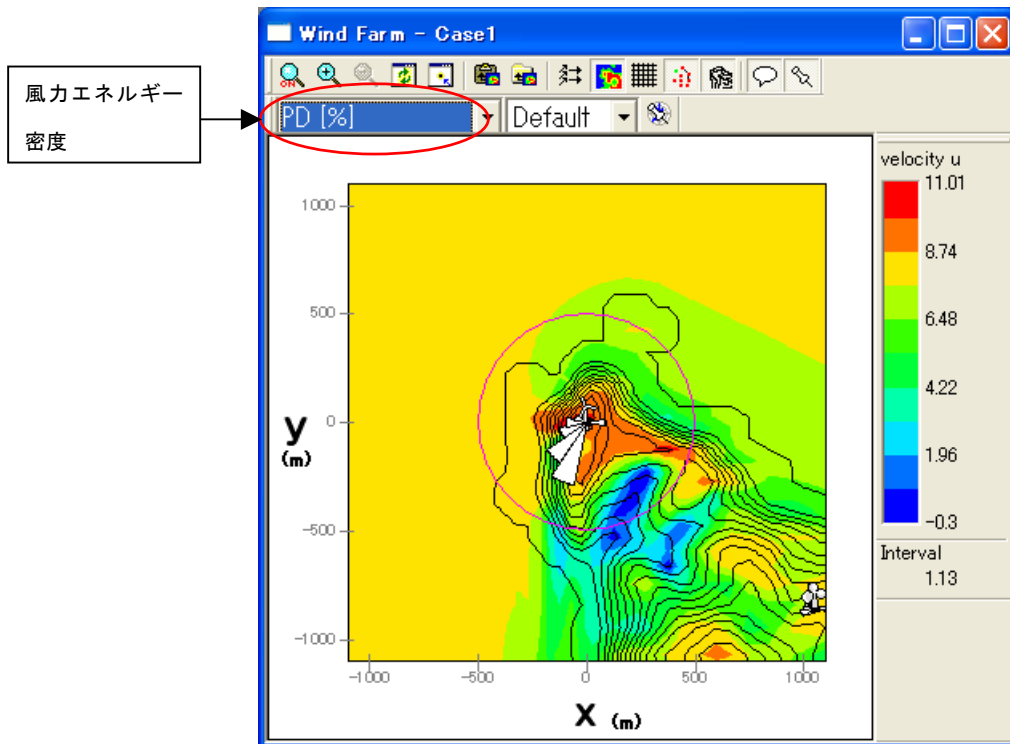 Wind Farm - Case1
ON
風力エネルギー
密度
PD [%]
Default
velocity u
11.01
8.74
6.48
4.22
1.96
-0.3
Interval
1.13
1000
500
0
-500
-1000
y
(m)
-1000
-500
0
500
1000
X (m)